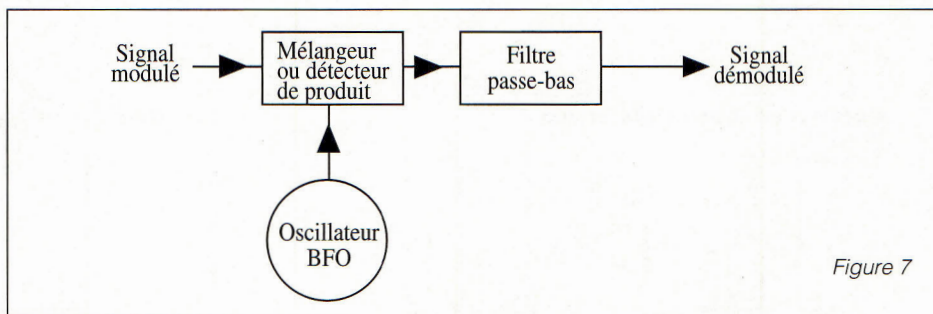 Signal
modulé
Mélangeur
ou détecteur
de produit
Filtre
passe-bas
Signal
démodulé
Oscillateur
BFO
Figure 7